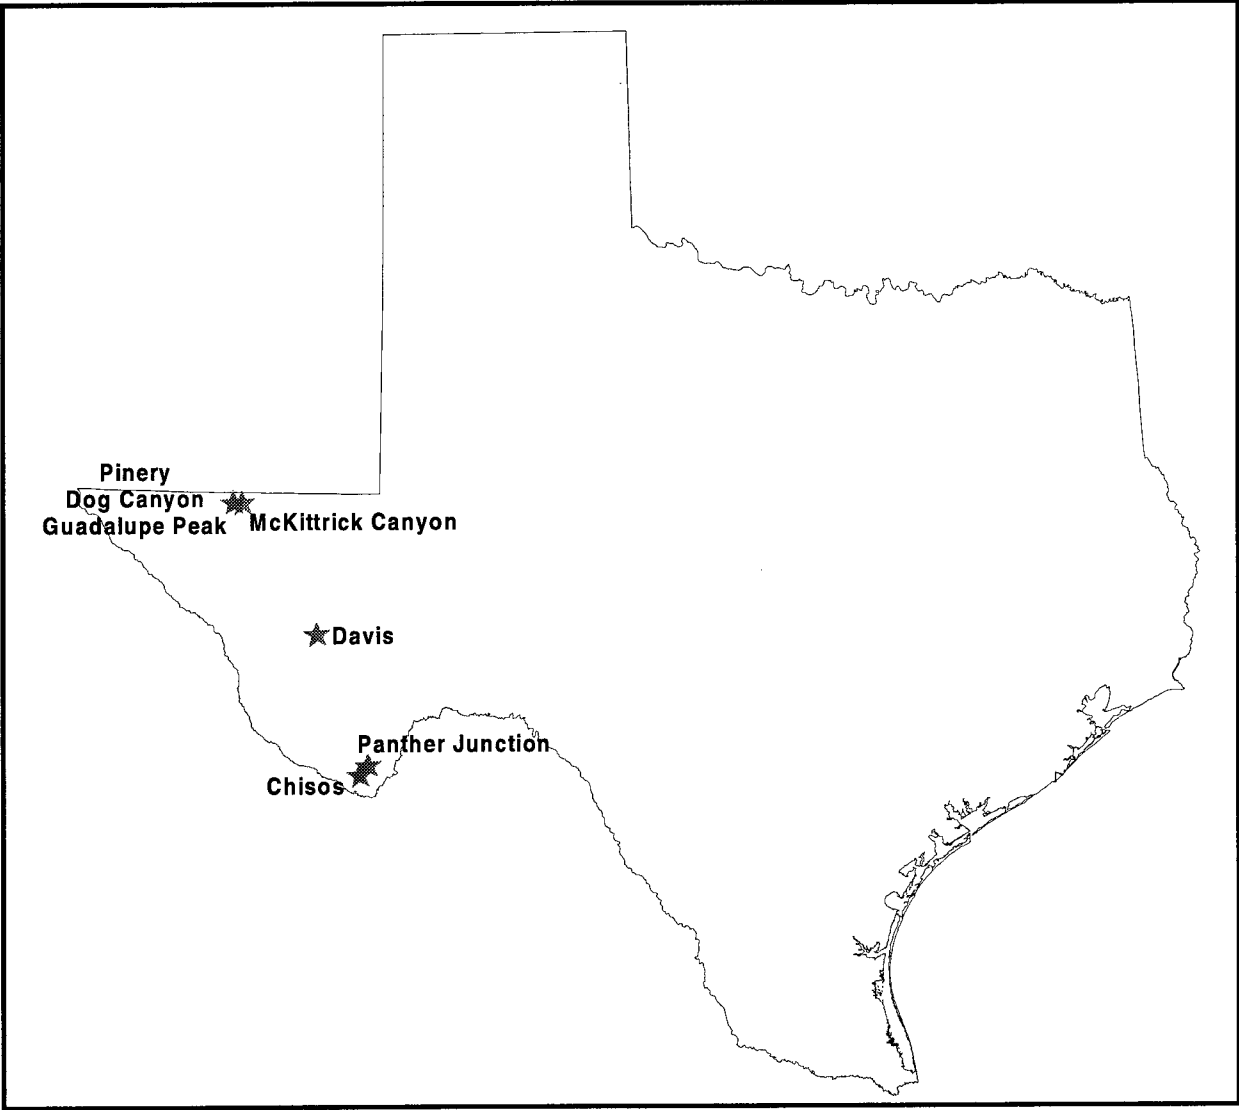 Pinery
Dog Canyon
Guadalupe Peak
McKittrick Canyon
Davis
Panther Junction
Chisos